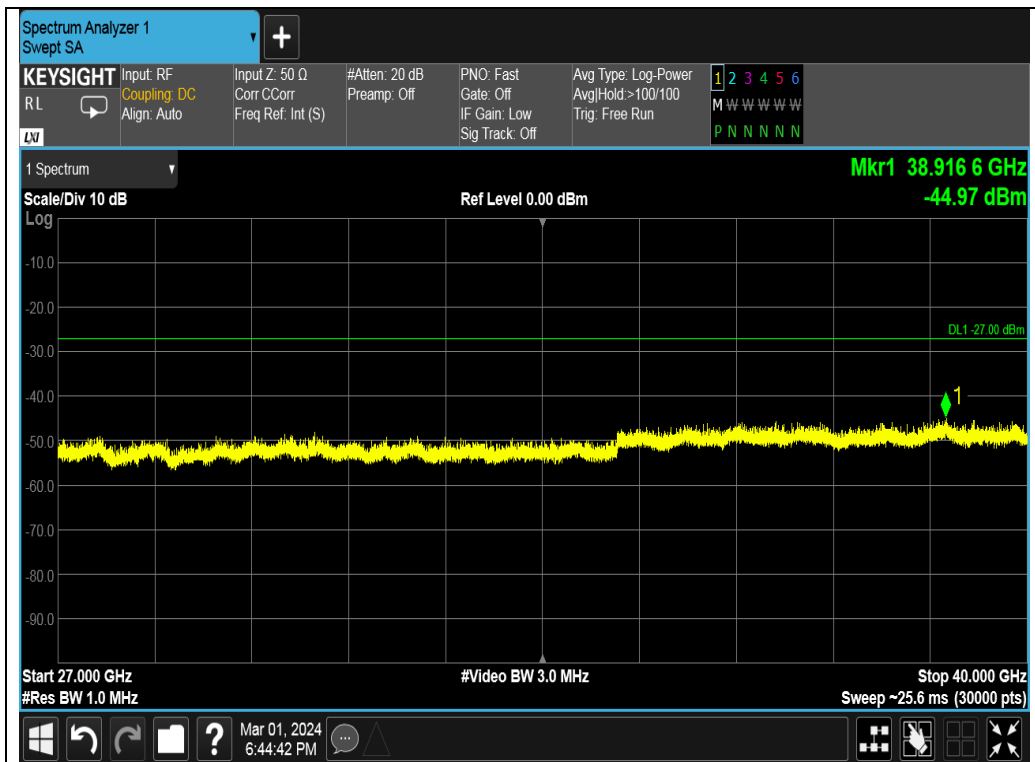 Spectrum Analyzer 1
Swept SA
+
KEYSIGHT
RL
LXI
Input: RF
Coupling: DC
Align: Auto
Input Z: 50 Ω
Corr CCorr
Freq Ref: Int (S)
#Atten: 20 dB
Preamp: Off
PNO: Fast
Gate: Off
IF Gain: Low
Sig Track: Off
Avg Type: Log-Power
Avg|Hold:>100/100
Trig: Free Run
1 2 3 4 5 6
M W W W W W
P N N N N N
1 Spectrum
Mkr1 38.916 6 GHz
-44.97 dBm
Scale/Div 10 dB
Ref Level 0.00 dBm
Log
-10.0
-20.0
DL1 -27.00 dBm
-30.0
-40.0
1
-50.0
-60.0
-70.0
-80.0
-90.0
Start 27.000 GHz
#Video BW 3.0 MHz
Stop 40.000 GHz
#Res BW 1.0 MHz
Sweep ~25.6 ms (30000 pts)
?
Mar 01, 2024
6:44:42 PM